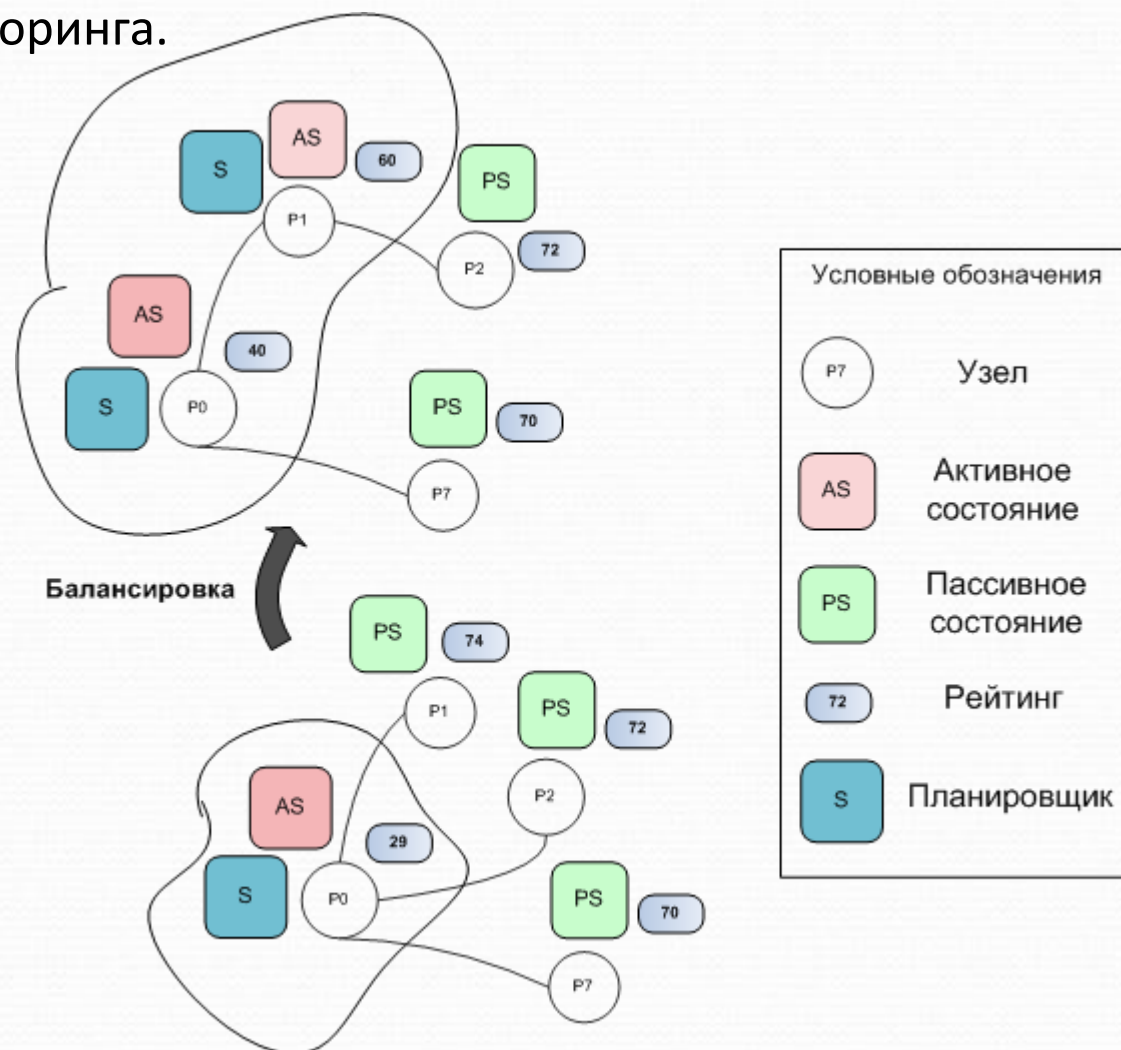 оринга.
AS
S
60
PS
P1
72
P2
AS
40
PS
S
P0
70
P7
Балансировка
PS
74
PS
P1
72
AS
P2
29
PS
S
P0
70
P7
Условные обозначения
P7 Узел
AS Активное
состояние
PS Пассивное
состояние
72 Рейтинг
S Планировщик